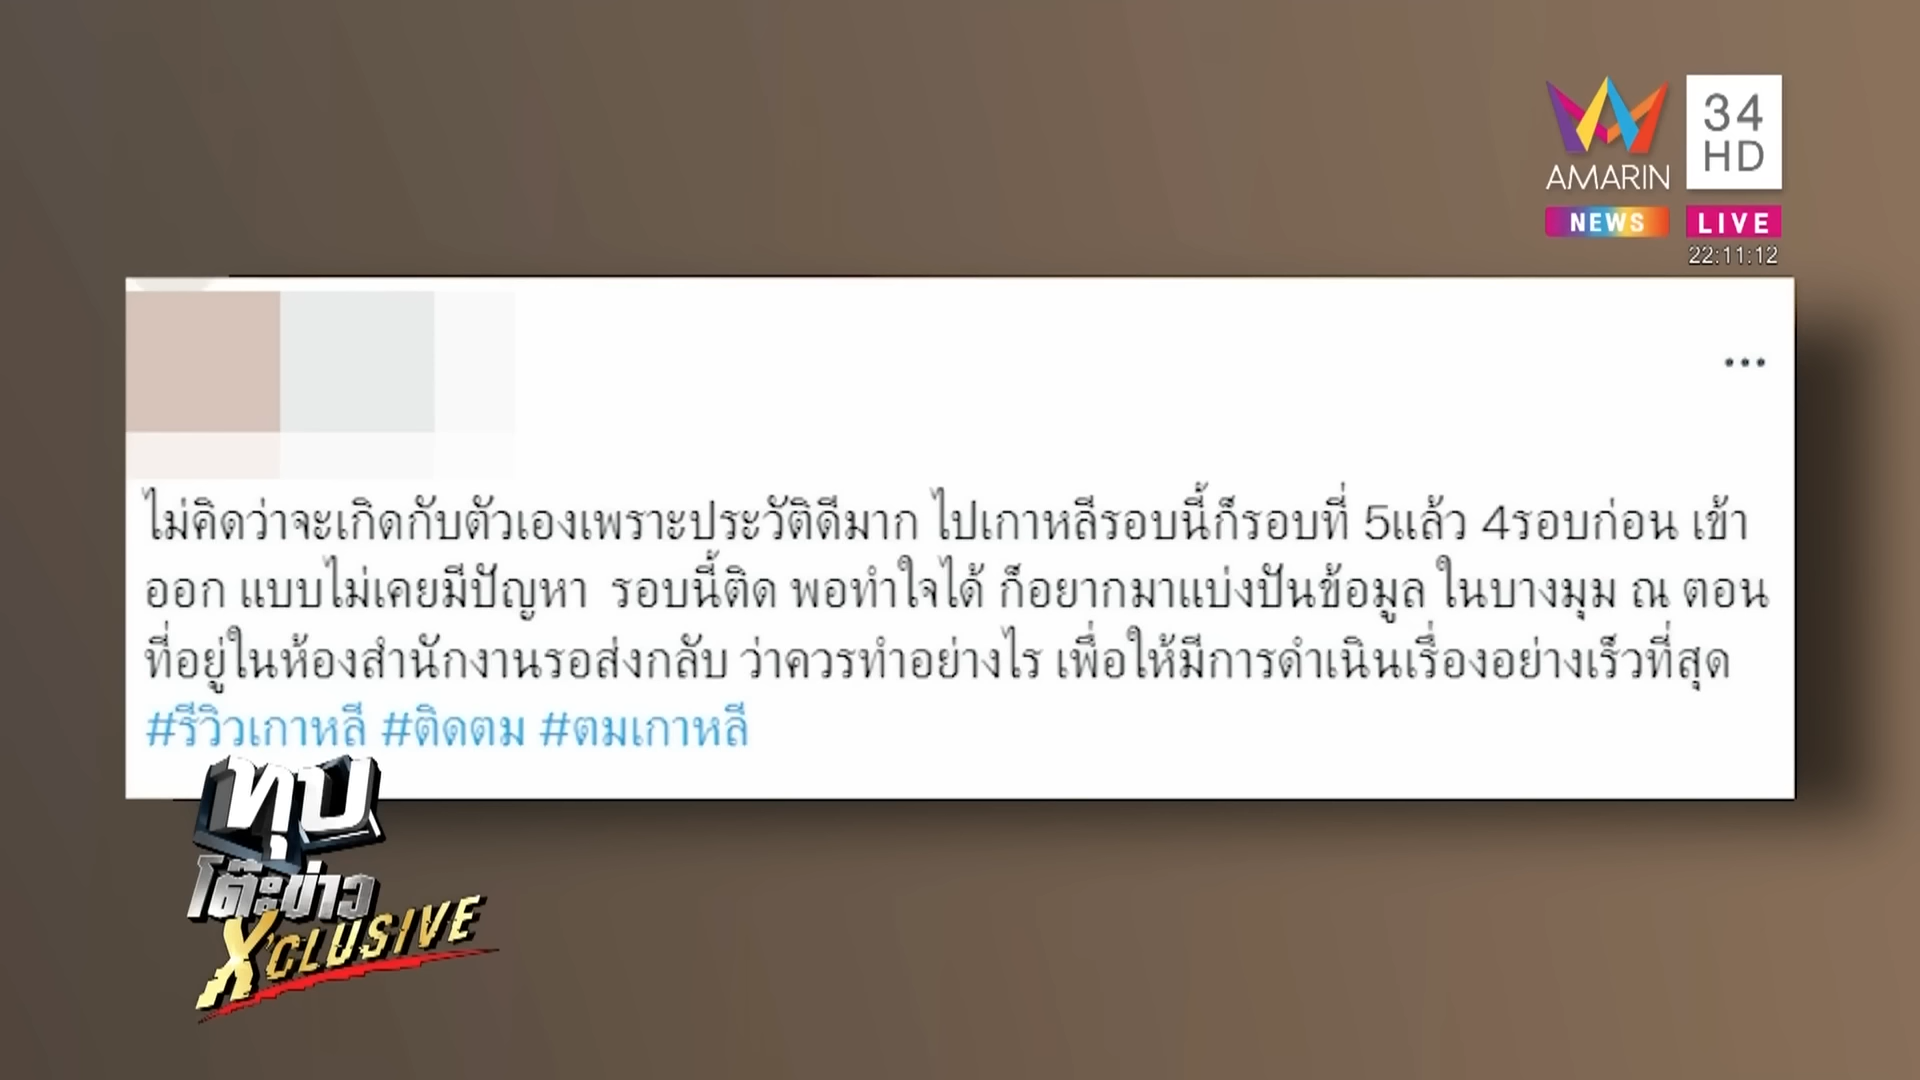 AMARIN
34
HD
NEWS
LIVE
22:11:12
ไม่คิดว่าจะเกิดกับตัวเองเพราะประวัติดีมาก ไปเกาหลีรอบนี้ก็รอบที่ 5แล้ว 4รอบก่อน เข้า
ออก แบบไม่เคยมีปัญหา รอบนี้ติด พอทำใจได้ ก็อยากมาแบ่งปันข้อมูล ในบางมุม ณ ตอน
ที่อยู่ในห้องสำนักงานรอส่งกลับ ว่าควรทำอย่างไร เพื่อให้มีการดำเนินเรื่องอย่างเร็วที่สุด
#รีวิวเกาหลี #ติดตม #ตมเกาหลี
ทุบ
โต๊ะข่าว
X'CLUSIVE